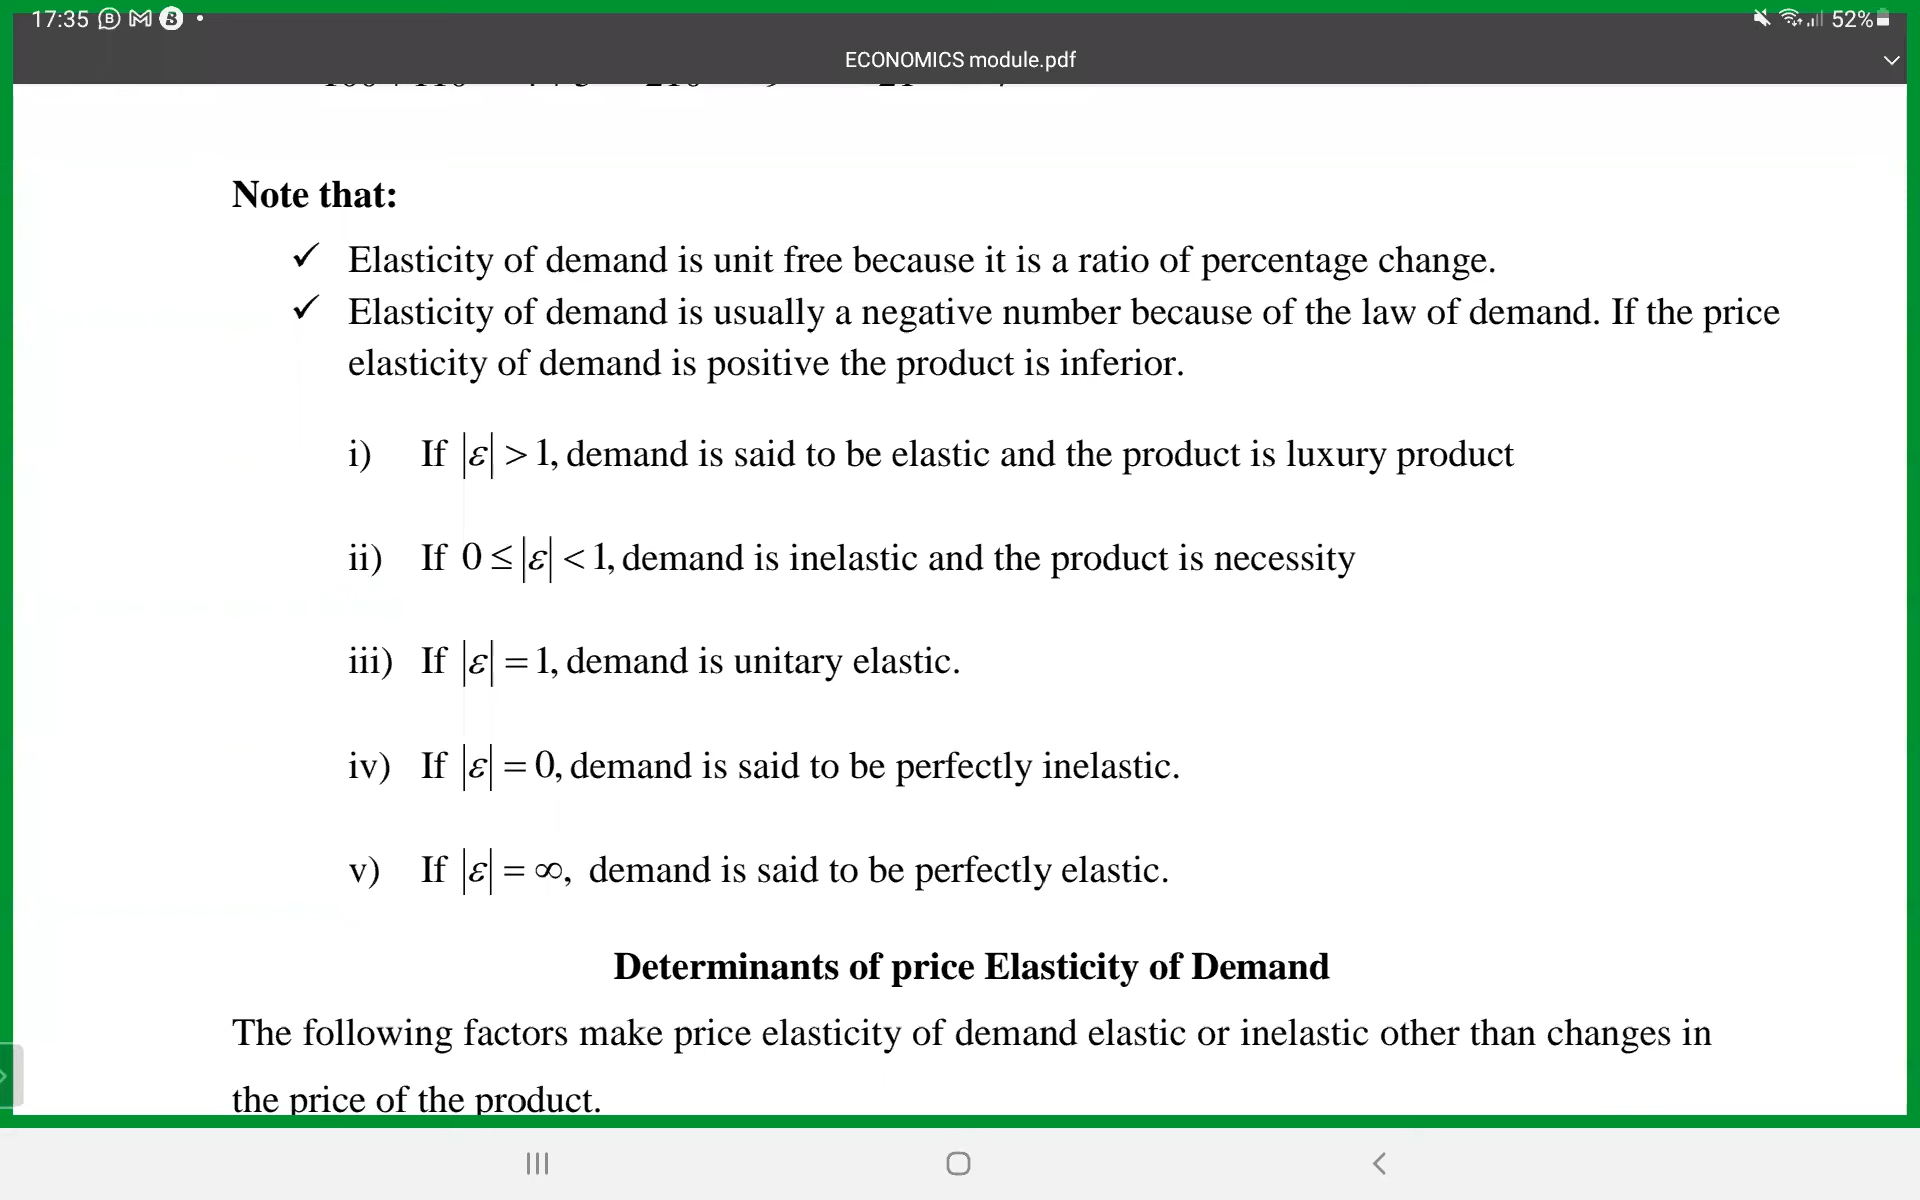 17:35
52%
ECONOMICS module.pdf
Note that:
✓ Elasticity of demand is unit free because it is a ratio of percentage change.
✓ Elasticity of demand is usually a negative number because of the law of demand. If the price
elasticity of demand is positive the product is inferior.
i) If |ε| > 1, demand is said to be elastic and the product is luxury product
ii) If 0 ≤ |ε| < 1, demand is inelastic and the product is necessity
iii) If |ε| = 1, demand is unitary elastic.
iv) If |ε| = 0, demand is said to be perfectly inelastic.
v) If |ε| = ∞, demand is said to be perfectly elastic.
Determinants of price Elasticity of Demand
The following factors make price elasticity of demand elastic or inelastic other than changes in
the price of the product.